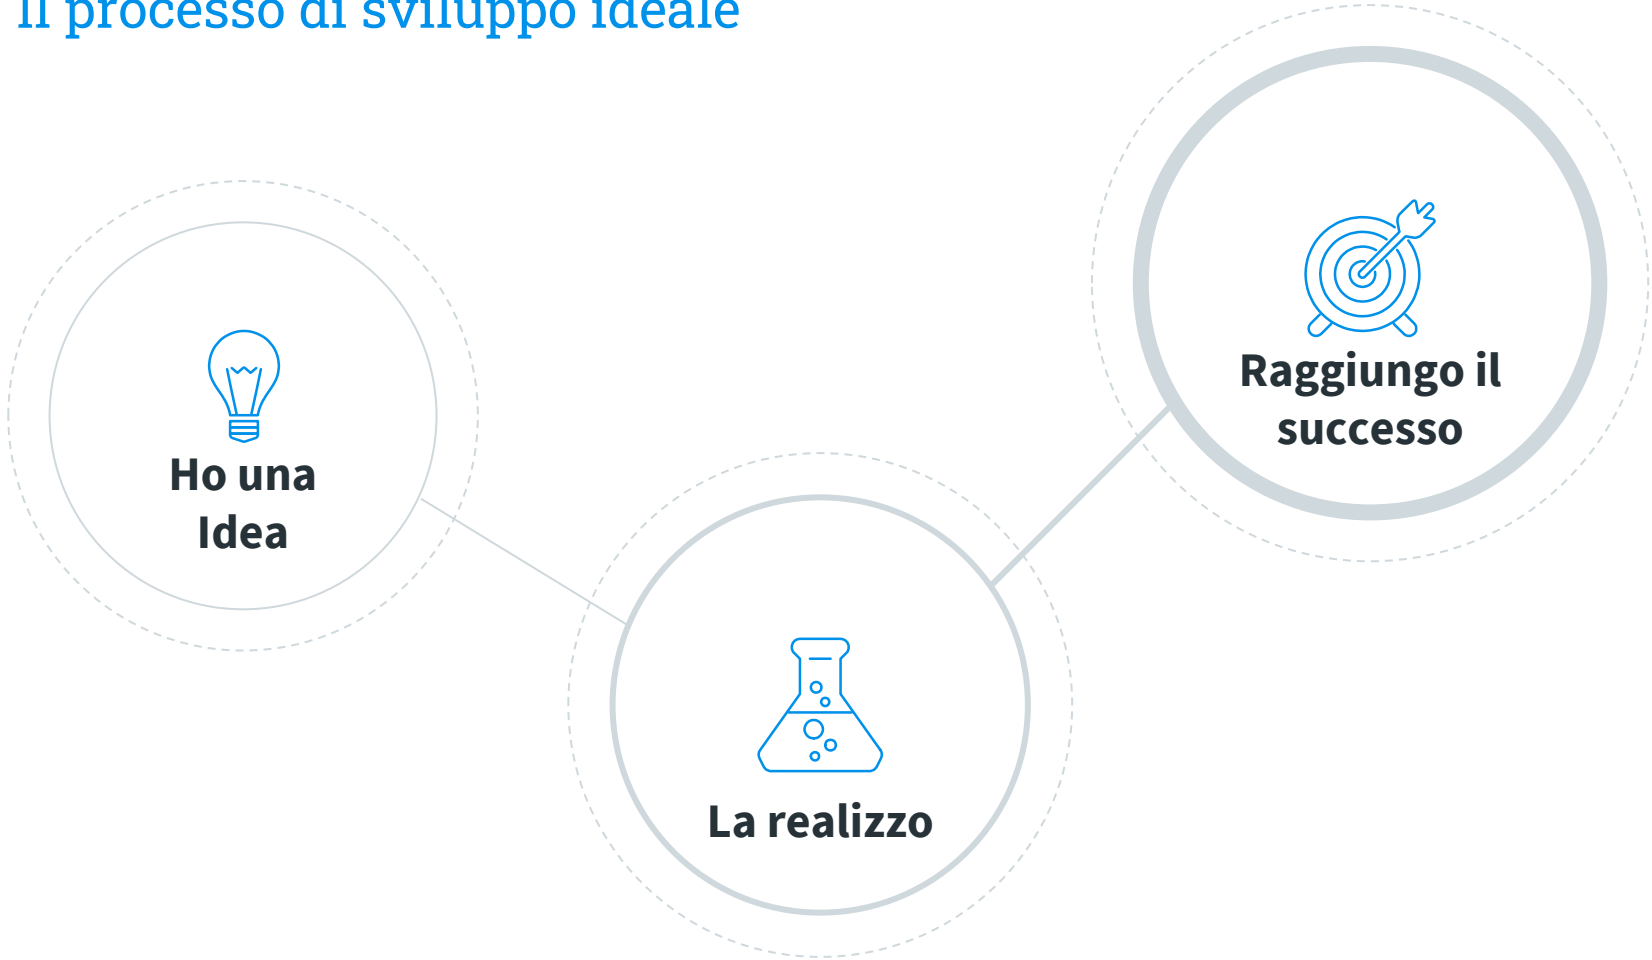 Il processo di sviluppo ideale
Ho una
Idea
La realizzo
Raggiungo il
successo